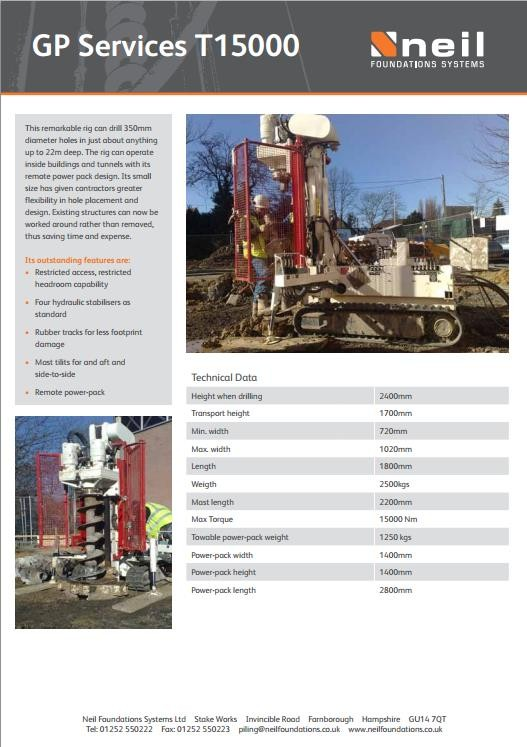 GP Services T15000
neil
FOUNDATIONS SYSTEMS
This remarkable rig can drill 350mm
diameter holes in just about anything
up to 22m deep. The rig can operate
inside buildings and tunnels with its
remote power pack design. Its small
size has given contractors greater
flexibility in hole placement and
design. Existing structures can now be
worked around rather than removed,
thus saving time and expense.
Its outstanding features are:
• Restricted access, restricted
headroom capability
• Four hydraulic stabilisers as
standard
• Rubber tracks for less footprint
damage
• Mast tilits for and aft and
side-to-side
• Remote power-pack
Technical Data
Height when drilling 2400mm
Transport height 1700mm
Min. width 720mm
Max. width 1020mm
Length 1800mm
Weigth 2500kgs
Mast length 2200mm
Max Torque 15000 Nm
Towable power-pack weight 1250 kgs
Power-pack width 1400mm
Power-pack height 1400mm
Power-pack length 2800mm
Neil Foundations Systems Ltd Stake Works Invincible Road Farnborough Hampshire GU14 7QT
Tel: 01252 550222 Fax: 01252 550223 piling@neilfoundations.co.uk www.neilfoundations.co.uk